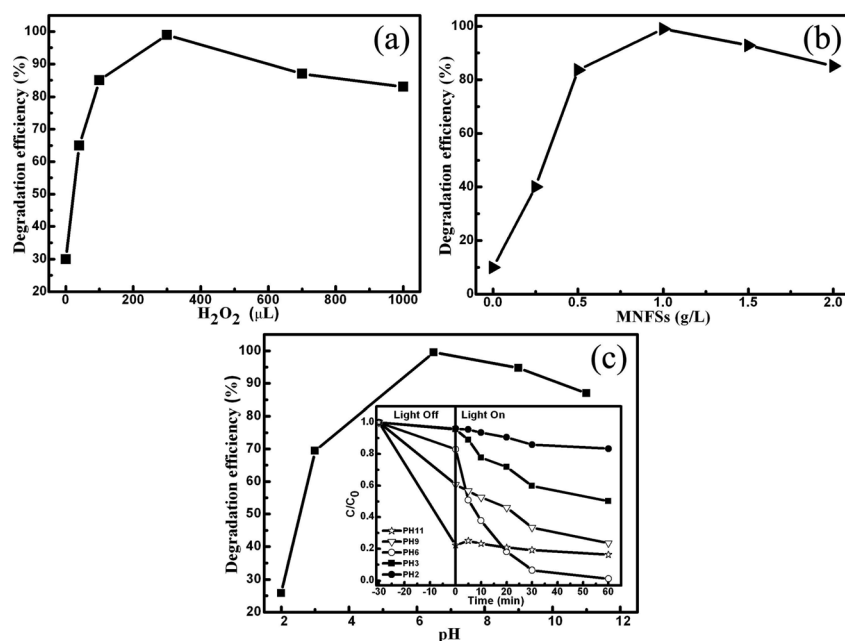 (a)
Degradation efficiency (%)
100
90
80
70
60
50
40
30
20
0 200 400 600 800 1000
H₂O₂ (μL)
(b)
Degradation efficiency (%)
100
80
60
40
20
0
0.0 0.5 1.0 1.5 2.0
MNFSs (g/L)
(c)
Degradation efficiency (%)
100
90
80
70
60
50
40
30
20
2 4 6 8 10 12
pH
Light Off Light On
C/C₀
1.0
0.8
0.6
0.4
0.2
0.0
PH11
PH9
PH6
PH3
PH2
-30 -20 -10 0 10 20 30 40 50 60
Time (min)